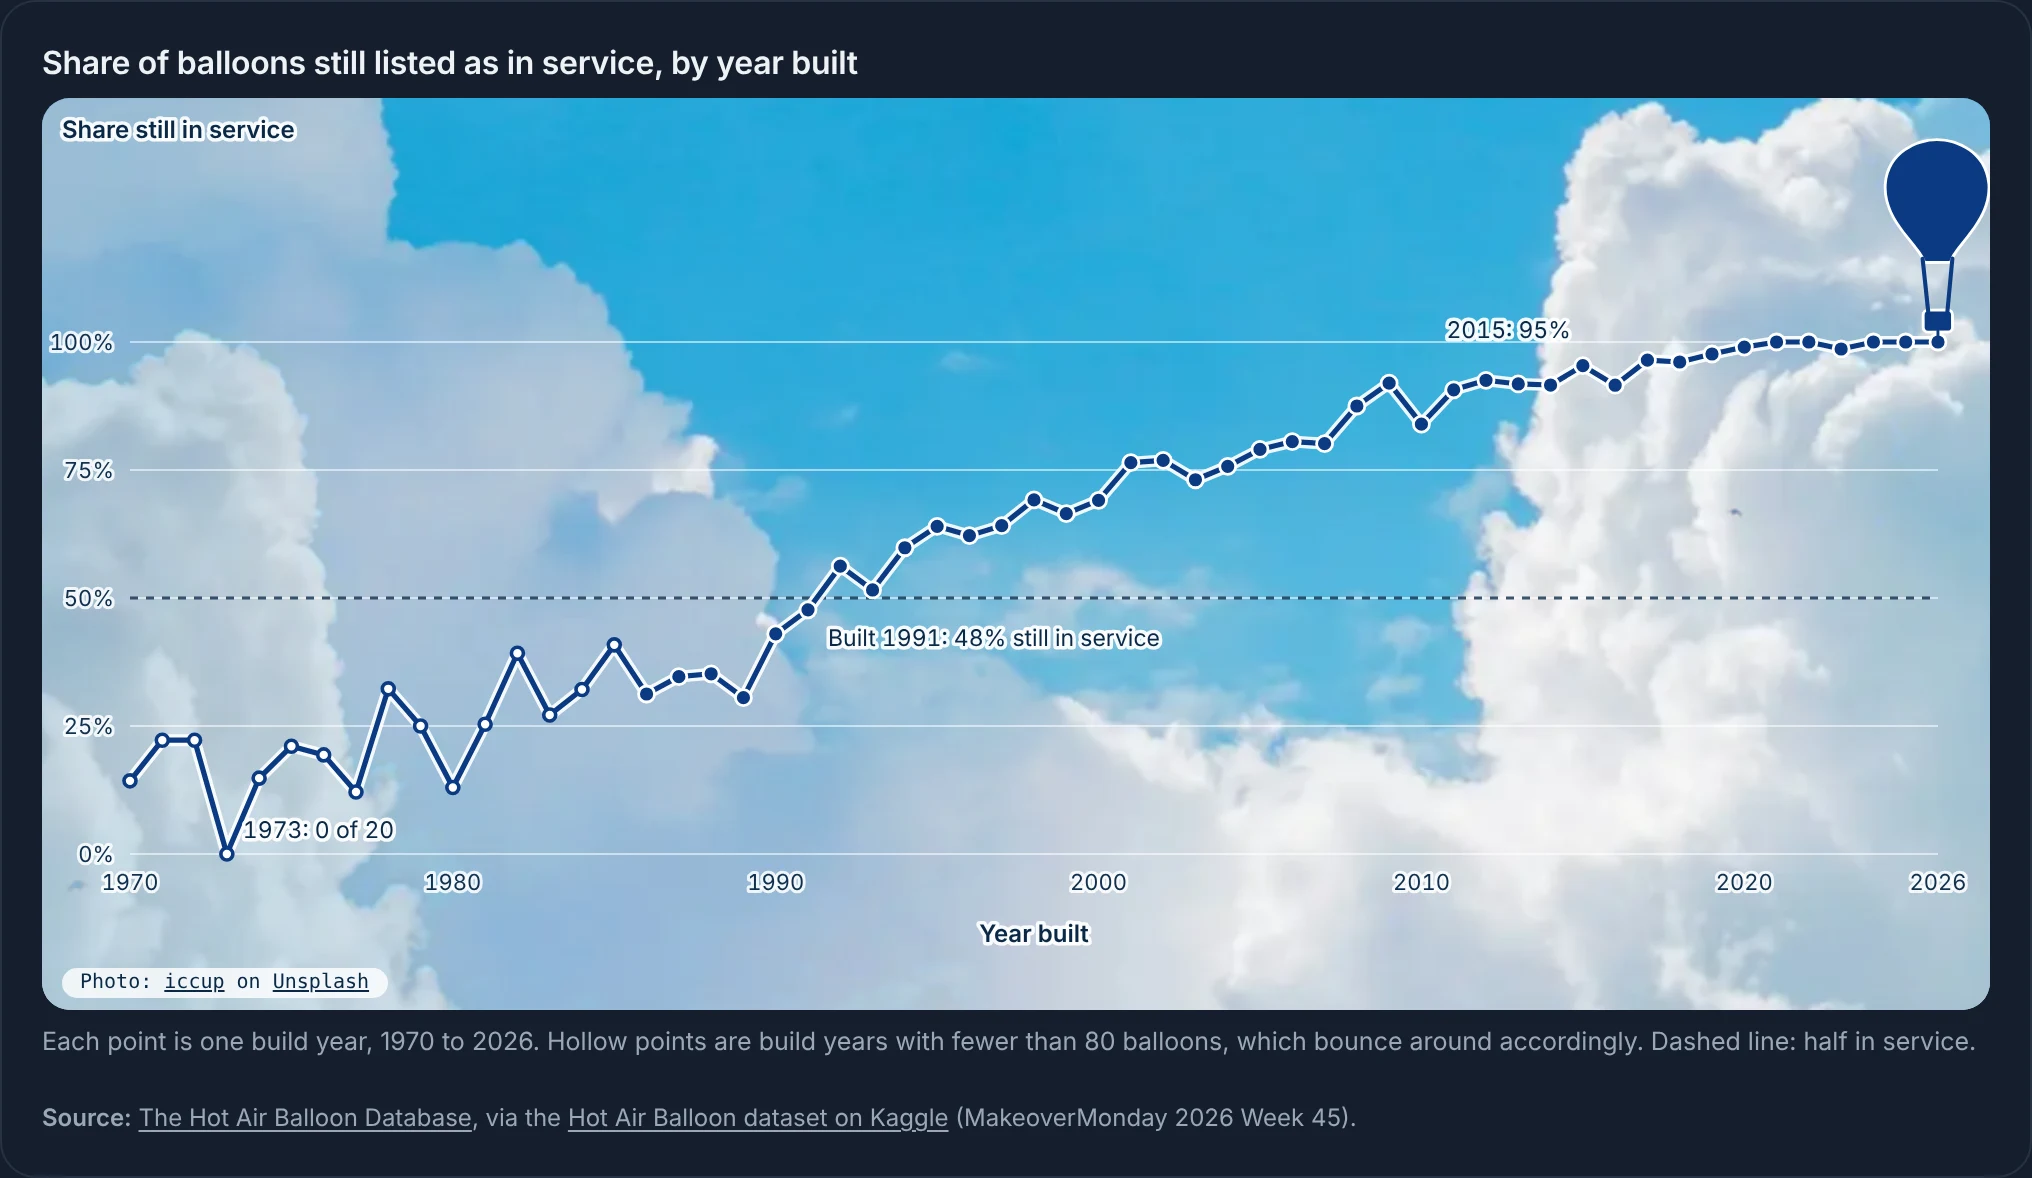 Share of balloons still listed as in service, by year built
Share still in service
2015: 95%
100%
75%
50%
Built 1991: 48% still in service
25%
1973: 0 of 20
0%
1970 1980 1990 2000 2010 2020 2026
Year built
Photo: iccup on Unsplash
Each point is one build year, 1970 to 2026. Hollow points are build years with fewer than 80 balloons, which bounce around accordingly. Dashed line: half in service.
Source: The Hot Air Balloon Database, via the Hot Air Balloon dataset on Kaggle (MakeoverMonday 2026 Week 45).